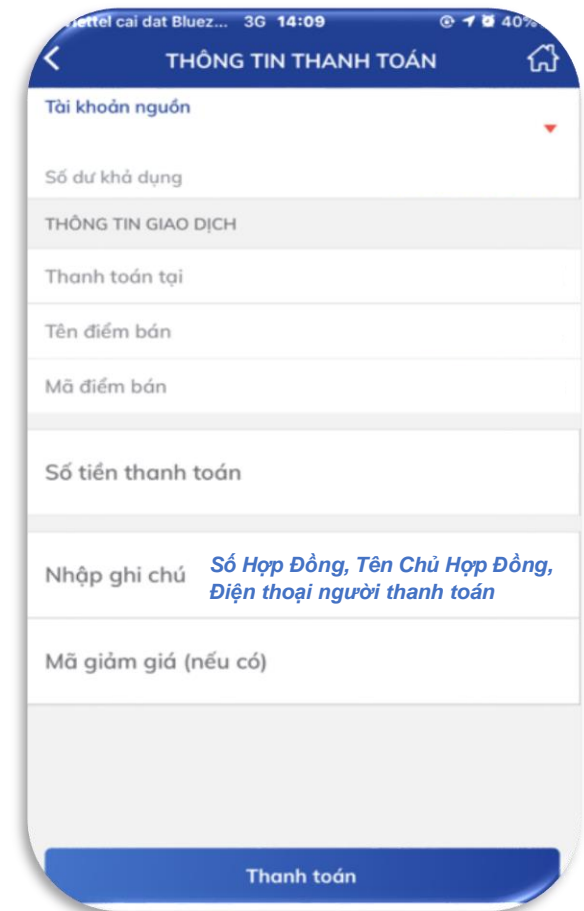 Viettel cai dat Bluez... 3G 14:09 40%
THÔNG TIN THANH TOÁN
Tài khoản nguồn
Số dư khả dụng
THÔNG TIN GIAO DỊCH
Thanh toán tại
Tên điểm bán
Mã điểm bán
Số tiền thanh toán
Nhập ghi chú Số Hợp Đồng, Tên Chủ Hợp Đồng,
Điện thoại người thanh toán
Mã giảm giá (nếu có)
Thanh toán